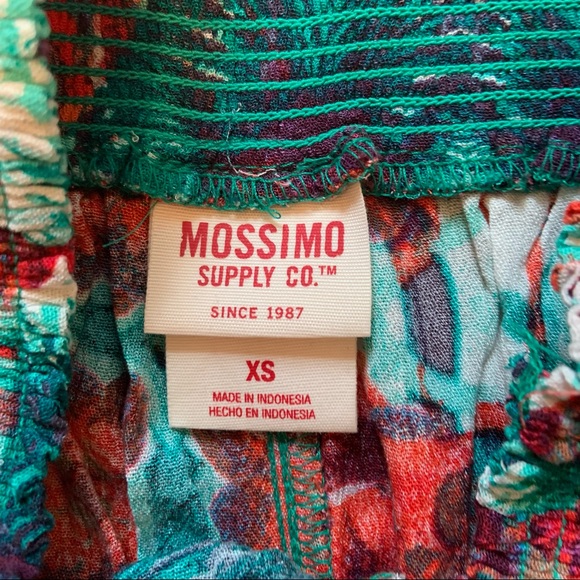 MOSSIMO
SUPPLY CO.™
SINCE 1987
XS
MADE IN INDONESIA
HECHO EN INDONESIA